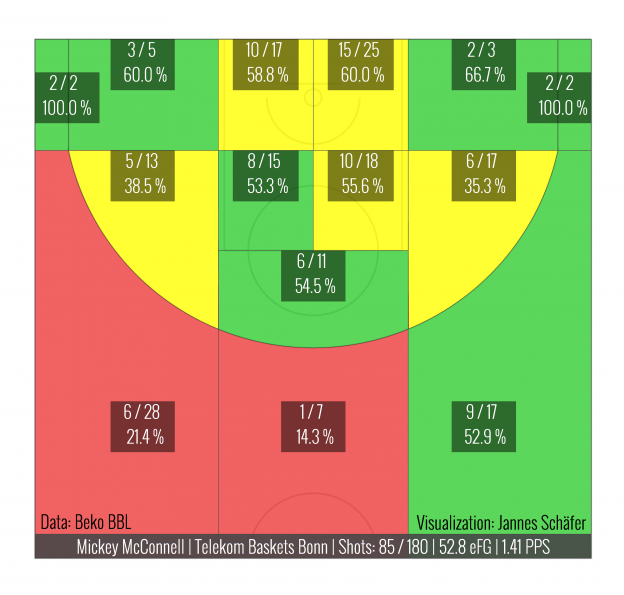 3 / 5
60.0 %
10 / 17
58.8 %
15 / 25
60.0 %
2 / 3
66.7 %
2 / 2
100.0 %
2 / 2
100.0 %
5 / 13
38.5 %
8 / 15
53.3 %
10 / 18
55.6 %
6 / 17
35.3 %
6 / 11
54.5 %
6 / 28
21.4 %
1 / 7
14.3 %
9 / 17
52.9 %
Data: Beko BBL
Visualization: Jannes Schäfer
Mickey McConnell | Telekom Baskets Bonn | Shots: 85 / 180 | 52.8 eFG | 1.41 PPS